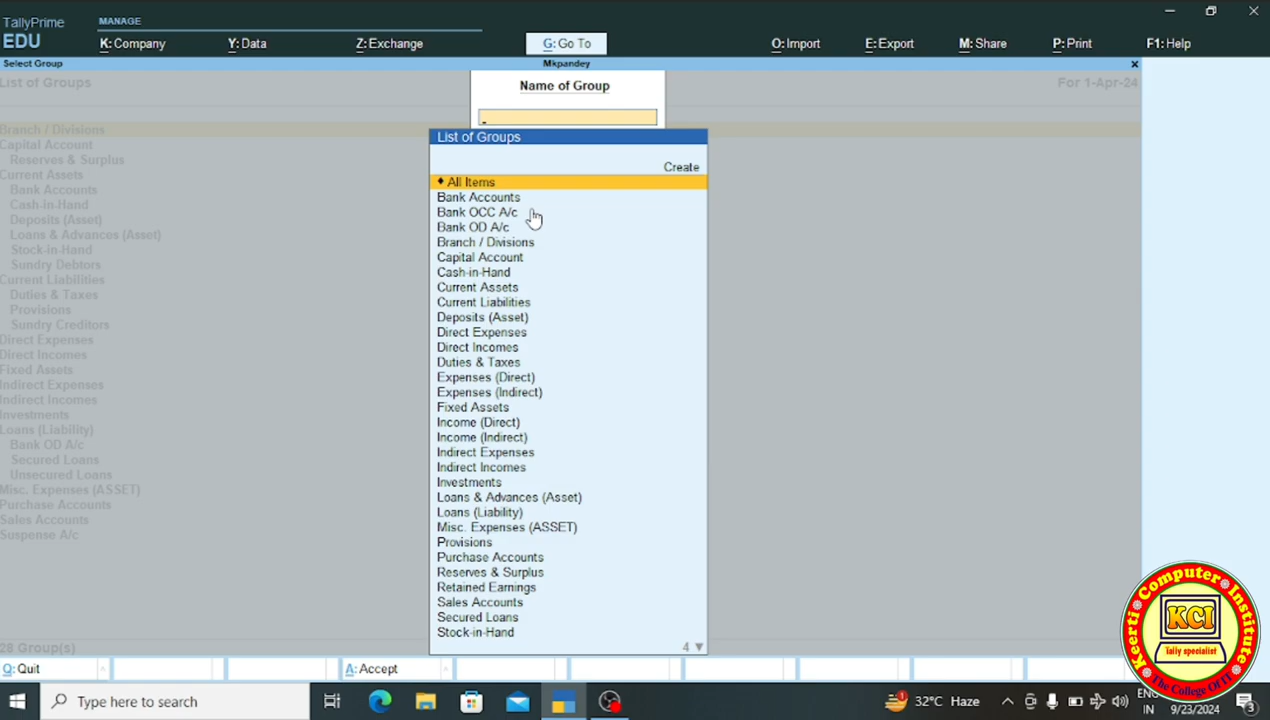 TallyPrime
EDU
MANAGE
K: Company
Y: Data
Z: Exchange
G: Go To
O: Import
E: Export
M: Share
P: Print
F1: Help
Select Group
Mkpandey
×
List of Groups
For 1-Apr-24
Branch / Divisions
Capital Account
Reserves & Surplus
Current Assets
Bank Accounts
Cash-in-Hand
Deposits (Asset)
Loans & Advances (Asset)
Stock-in-Hand
Sundry Debtors
Current Liabilities
Duties & Taxes
Provisions
Sundry Creditors
Direct Expenses
Direct Incomes
Fixed Assets
Indirect Expenses
Indirect Incomes
Investments
Loans (Liability)
Bank OD A/c
Secured Loans
Unsecured Loans
Misc. Expenses (ASSET)
Purchase Accounts
Sales Accounts
Suspense A/c
28 Group(s)
Name of Group
List of Groups
Create
♦ All Items
Bank Accounts
Bank OCC A/c
Bank OD A/c
Branch / Divisions
Capital Account
Cash-in-Hand
Current Assets
Current Liabilities
Deposits (Asset)
Direct Expenses
Direct Incomes
Duties & Taxes
Expenses (Direct)
Expenses (Indirect)
Fixed Assets
Income (Direct)
Income (Indirect)
Indirect Expenses
Indirect Incomes
Investments
Loans & Advances (Asset)
Loans (Liability)
Misc. Expenses (ASSET)
Provisions
Purchase Accounts
Reserves & Surplus
Retained Earnings
Sales Accounts
Secured Loans
Stock-in-Hand
4 ▼
Q: Quit
A: Accept
Keerti Computer Institute
KCI
Tally specialist
The College Of IT
Type here to search
32°C Haze
ENG
IN
9/23/2024
3